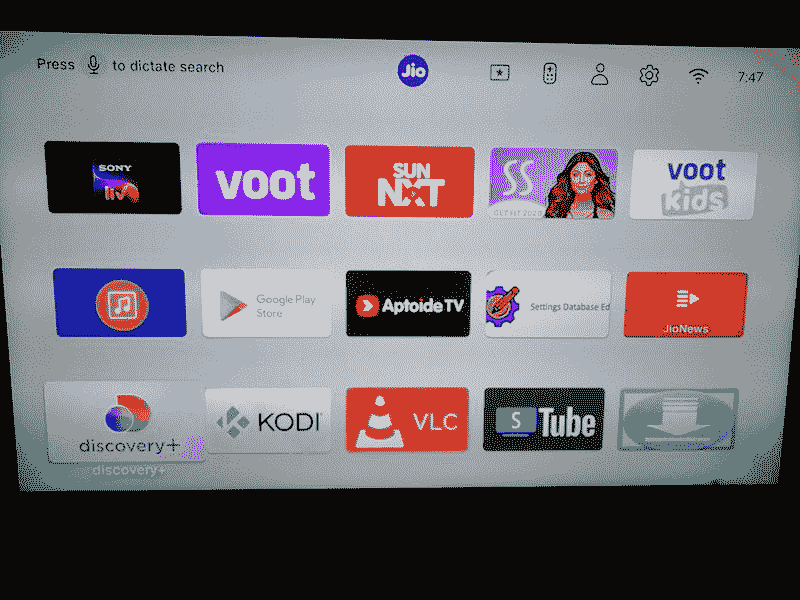 Press to dictate search
Jio
7:47
SONY
liv
voot
SUN
NXT
SS
voot
kids
Google Play
Store
Aptoide TV
Settings Database Ed
JioNews
discovery+
discovery+
KODI
VLC
S
Tube